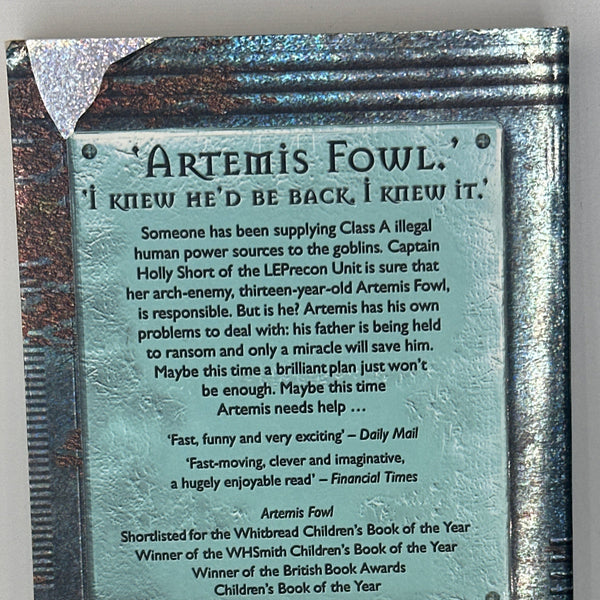 'Artemis Fowl.'
'I knew he'd be back. I knew it.'
Someone has been supplying Class A illegal
human power sources to the goblins. Captain
Holly Short of the LEPrecon Unit is sure that
her arch-enemy, thirteen-year-old Artemis Fowl,
is responsible. But is he? Artemis has his own
problems to deal with: his father is being held
to ransom and only a miracle will save him.
Maybe this time a brilliant plan just won't
be enough. Maybe this time
Artemis needs help ...
'Fast, funny and very exciting' – Daily Mail
'Fast-moving, clever and imaginative,
a hugely enjoyable read' – Financial Times
Artemis Fowl
Shortlisted for the Whitbread Children's Book of the Year
Winner of the WHSmith Children's Book of the Year
Winner of the British Book Awards
Children's Book of the Year